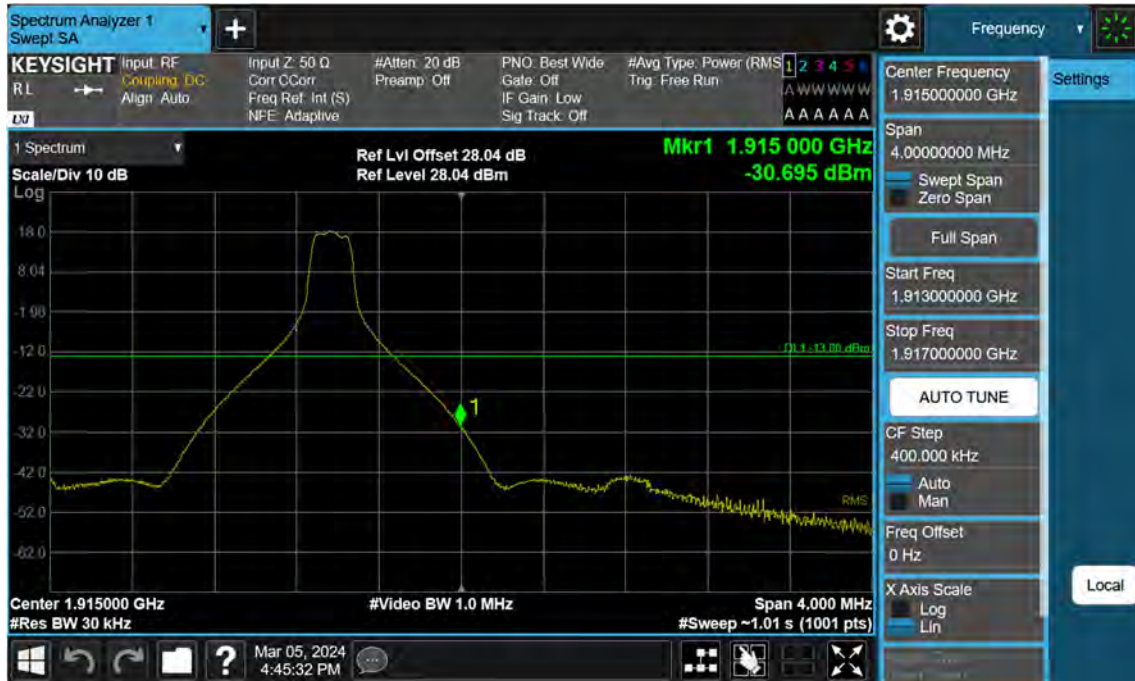 Spectrum Analyzer 1
Swept SA
Frequency
KEYSIGHT
RL
LXI
Input: RF
Coupling: DC
Align: Auto
Input Z: 50 Ω
Corr CCorr
Freq Ref: Int (S)
NFE: Adaptive
#Atten: 20 dB
Preamp: Off
PNO: Best Wide
Gate: Off
IF Gain: Low
Sig Track: Off
#Avg Type: Power (RMS
Trig: Free Run
1 2 3 4 5 6
A W W W W W
A A A A A A
1 Spectrum
Scale/Div 10 dB
Log
Ref Lvl Offset 28.04 dB
Ref Level 28.04 dBm
Mkr1 1.915 000 GHz
-30.695 dBm
18.0
8.04
-1.96
-12.0
-22.0
-32.0
-42.0
-52.0
-62.0
DL1 -13.00 dBm
1
RMS
Center 1.915000 GHz
#Res BW 30 kHz
#Video BW 1.0 MHz
Span 4.000 MHz
#Sweep ~1.01 s (1001 pts)
?
Mar 05, 2024
4:45:32 PM
Center Frequency
1.915000000 GHz
Settings
Span
4.00000000 MHz
Swept Span
Zero Span
Full Span
Start Freq
1.913000000 GHz
Stop Freq
1.917000000 GHz
AUTO TUNE
CF Step
400.000 kHz
Auto
Man
Freq Offset
0 Hz
X Axis Scale
Log
Lin
Local